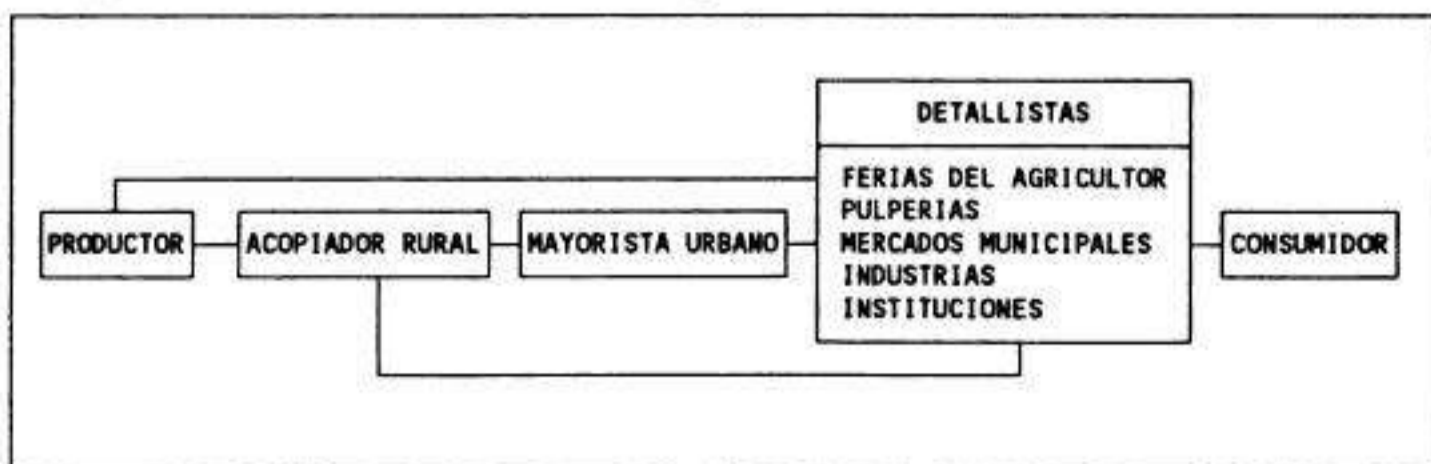 DETALLISTAS
FERIAS DEL AGRICULTOR
PULPERIAS
MERCADOS MUNICIPALES
INDUSTRIAS
INSTITUCIONES
PRODUCTOR
ACOPIADOR RURAL
MAYORISTA URBANO
CONSUMIDOR